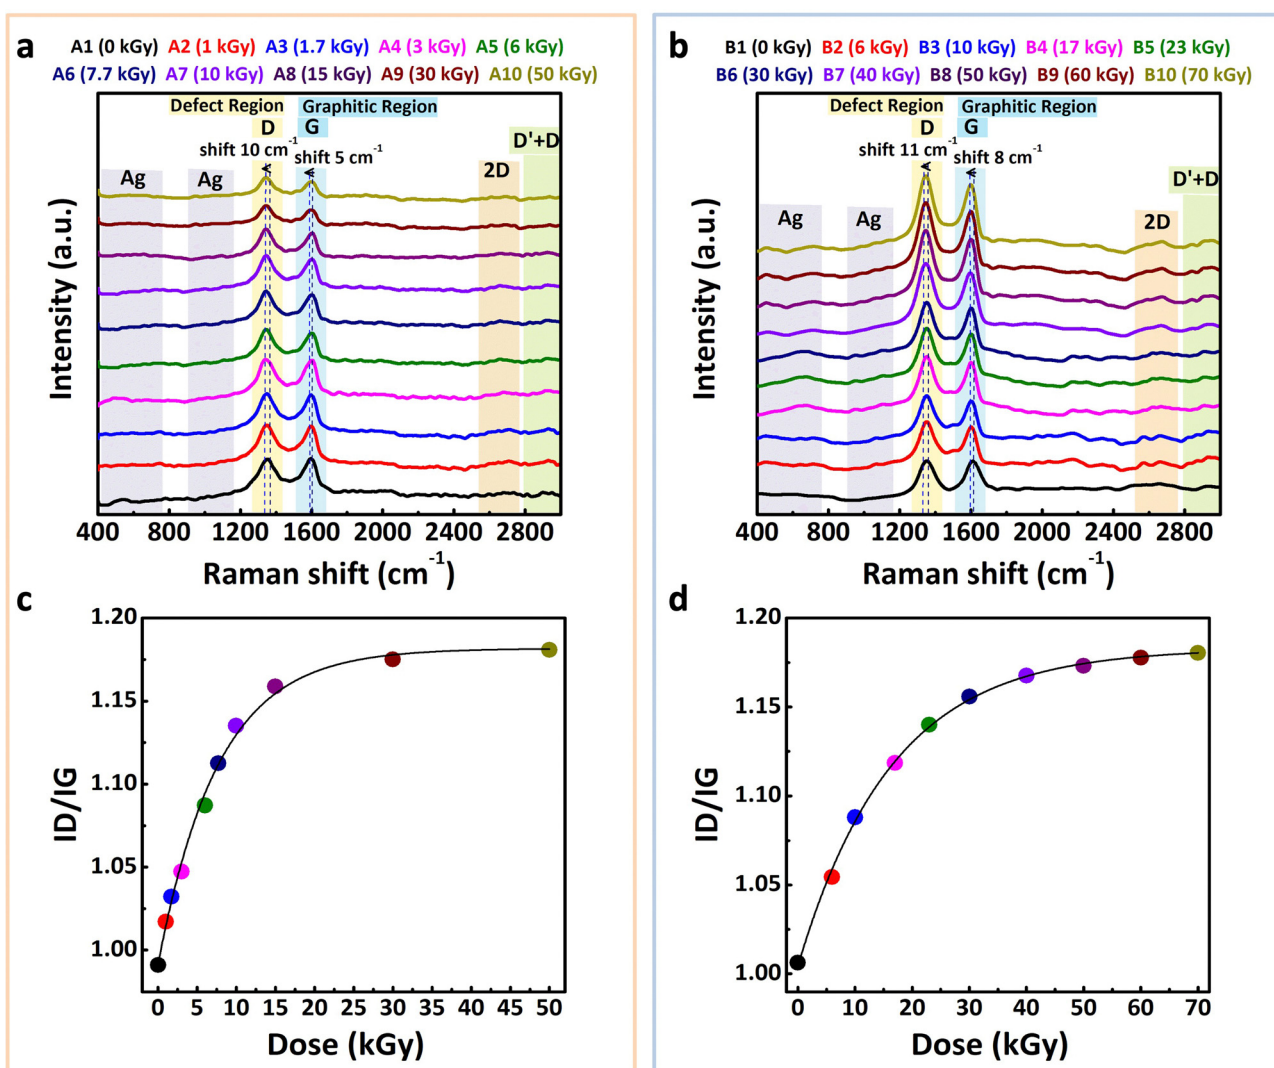 a
A1 (0 kGy) A2 (1 kGy) A3 (1.7 kGy) A4 (3 kGy) A5 (6 kGy)
A6 (7.7 kGy) A7 (10 kGy) A8 (15 kGy) A9 (30 kGy) A10 (50 kGy)
Defect Region Graphitic Region
D G
D'+D
shift 10 cm⁻¹ shift 5 cm⁻¹
Ag Ag 2D
Intensity (a.u.)
400 800 1200 1600 2000 2400 2800
Raman shift (cm⁻¹)
b
B1 (0 kGy) B2 (6 kGy) B3 (10 kGy) B4 (17 kGy) B5 (23 kGy)
B6 (30 kGy) B7 (40 kGy) B8 (50 kGy) B9 (60 kGy) B10 (70 kGy)
Defect Region Graphitic Region
D G
shift 11 cm⁻¹ shift 8 cm⁻¹
D'+D
Ag Ag 2D
Intensity (a.u.)
400 800 1200 1600 2000 2400 2800
Raman shift (cm⁻¹)
c
1.20
1.15
1.10
1.05
1.00
ID/IG
0 5 10 15 20 25 30 35 40 45 50
Dose (kGy)
d
1.20
1.15
1.10
1.05
1.00
ID/IG
0 10 20 30 40 50 60 70
Dose (kGy)